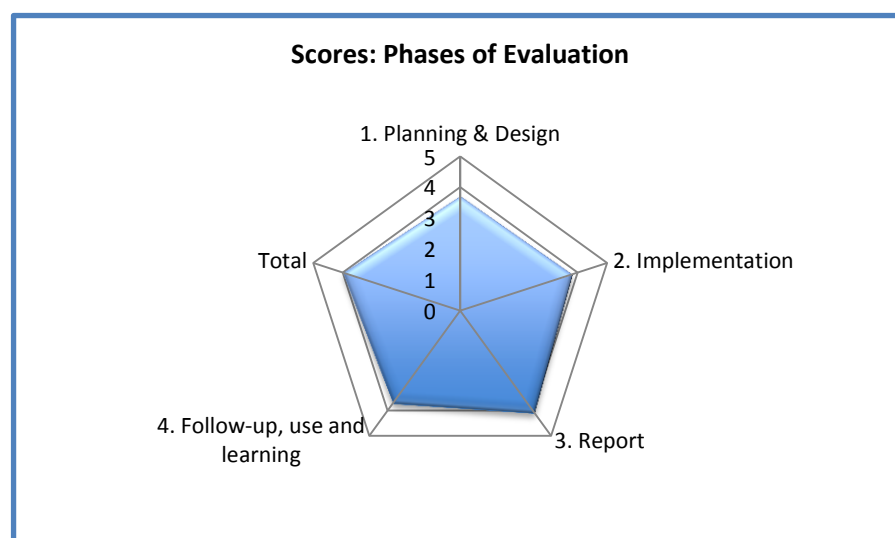 Scores: Phases of Evaluation
1. Planning & Design
5
4
3
2
1
0
Total
2. Implementation
4. Follow-up, use and
learning
3. Report